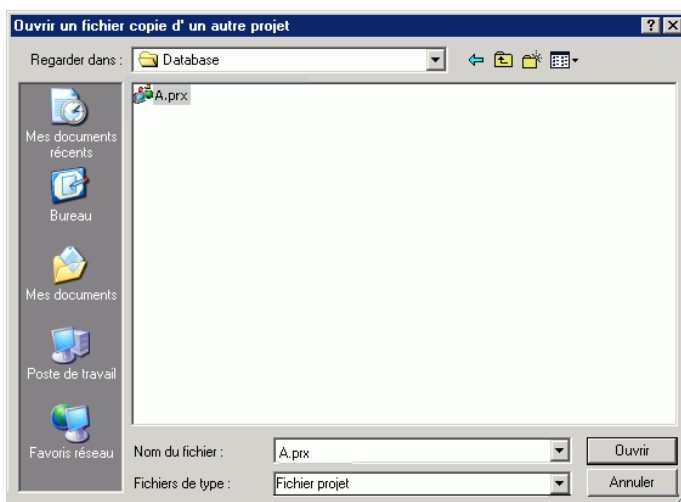 Ouvrir un fichier copie d' un autre projet
Regarder dans :
Database
A.prx
Mes documents
récents
Bureau
Mes documents
Poste de travail
Favoris réseau
Nom du fichier :
A.prx
Ouvrir
Fichiers de type :
Fichier projet
Annuler